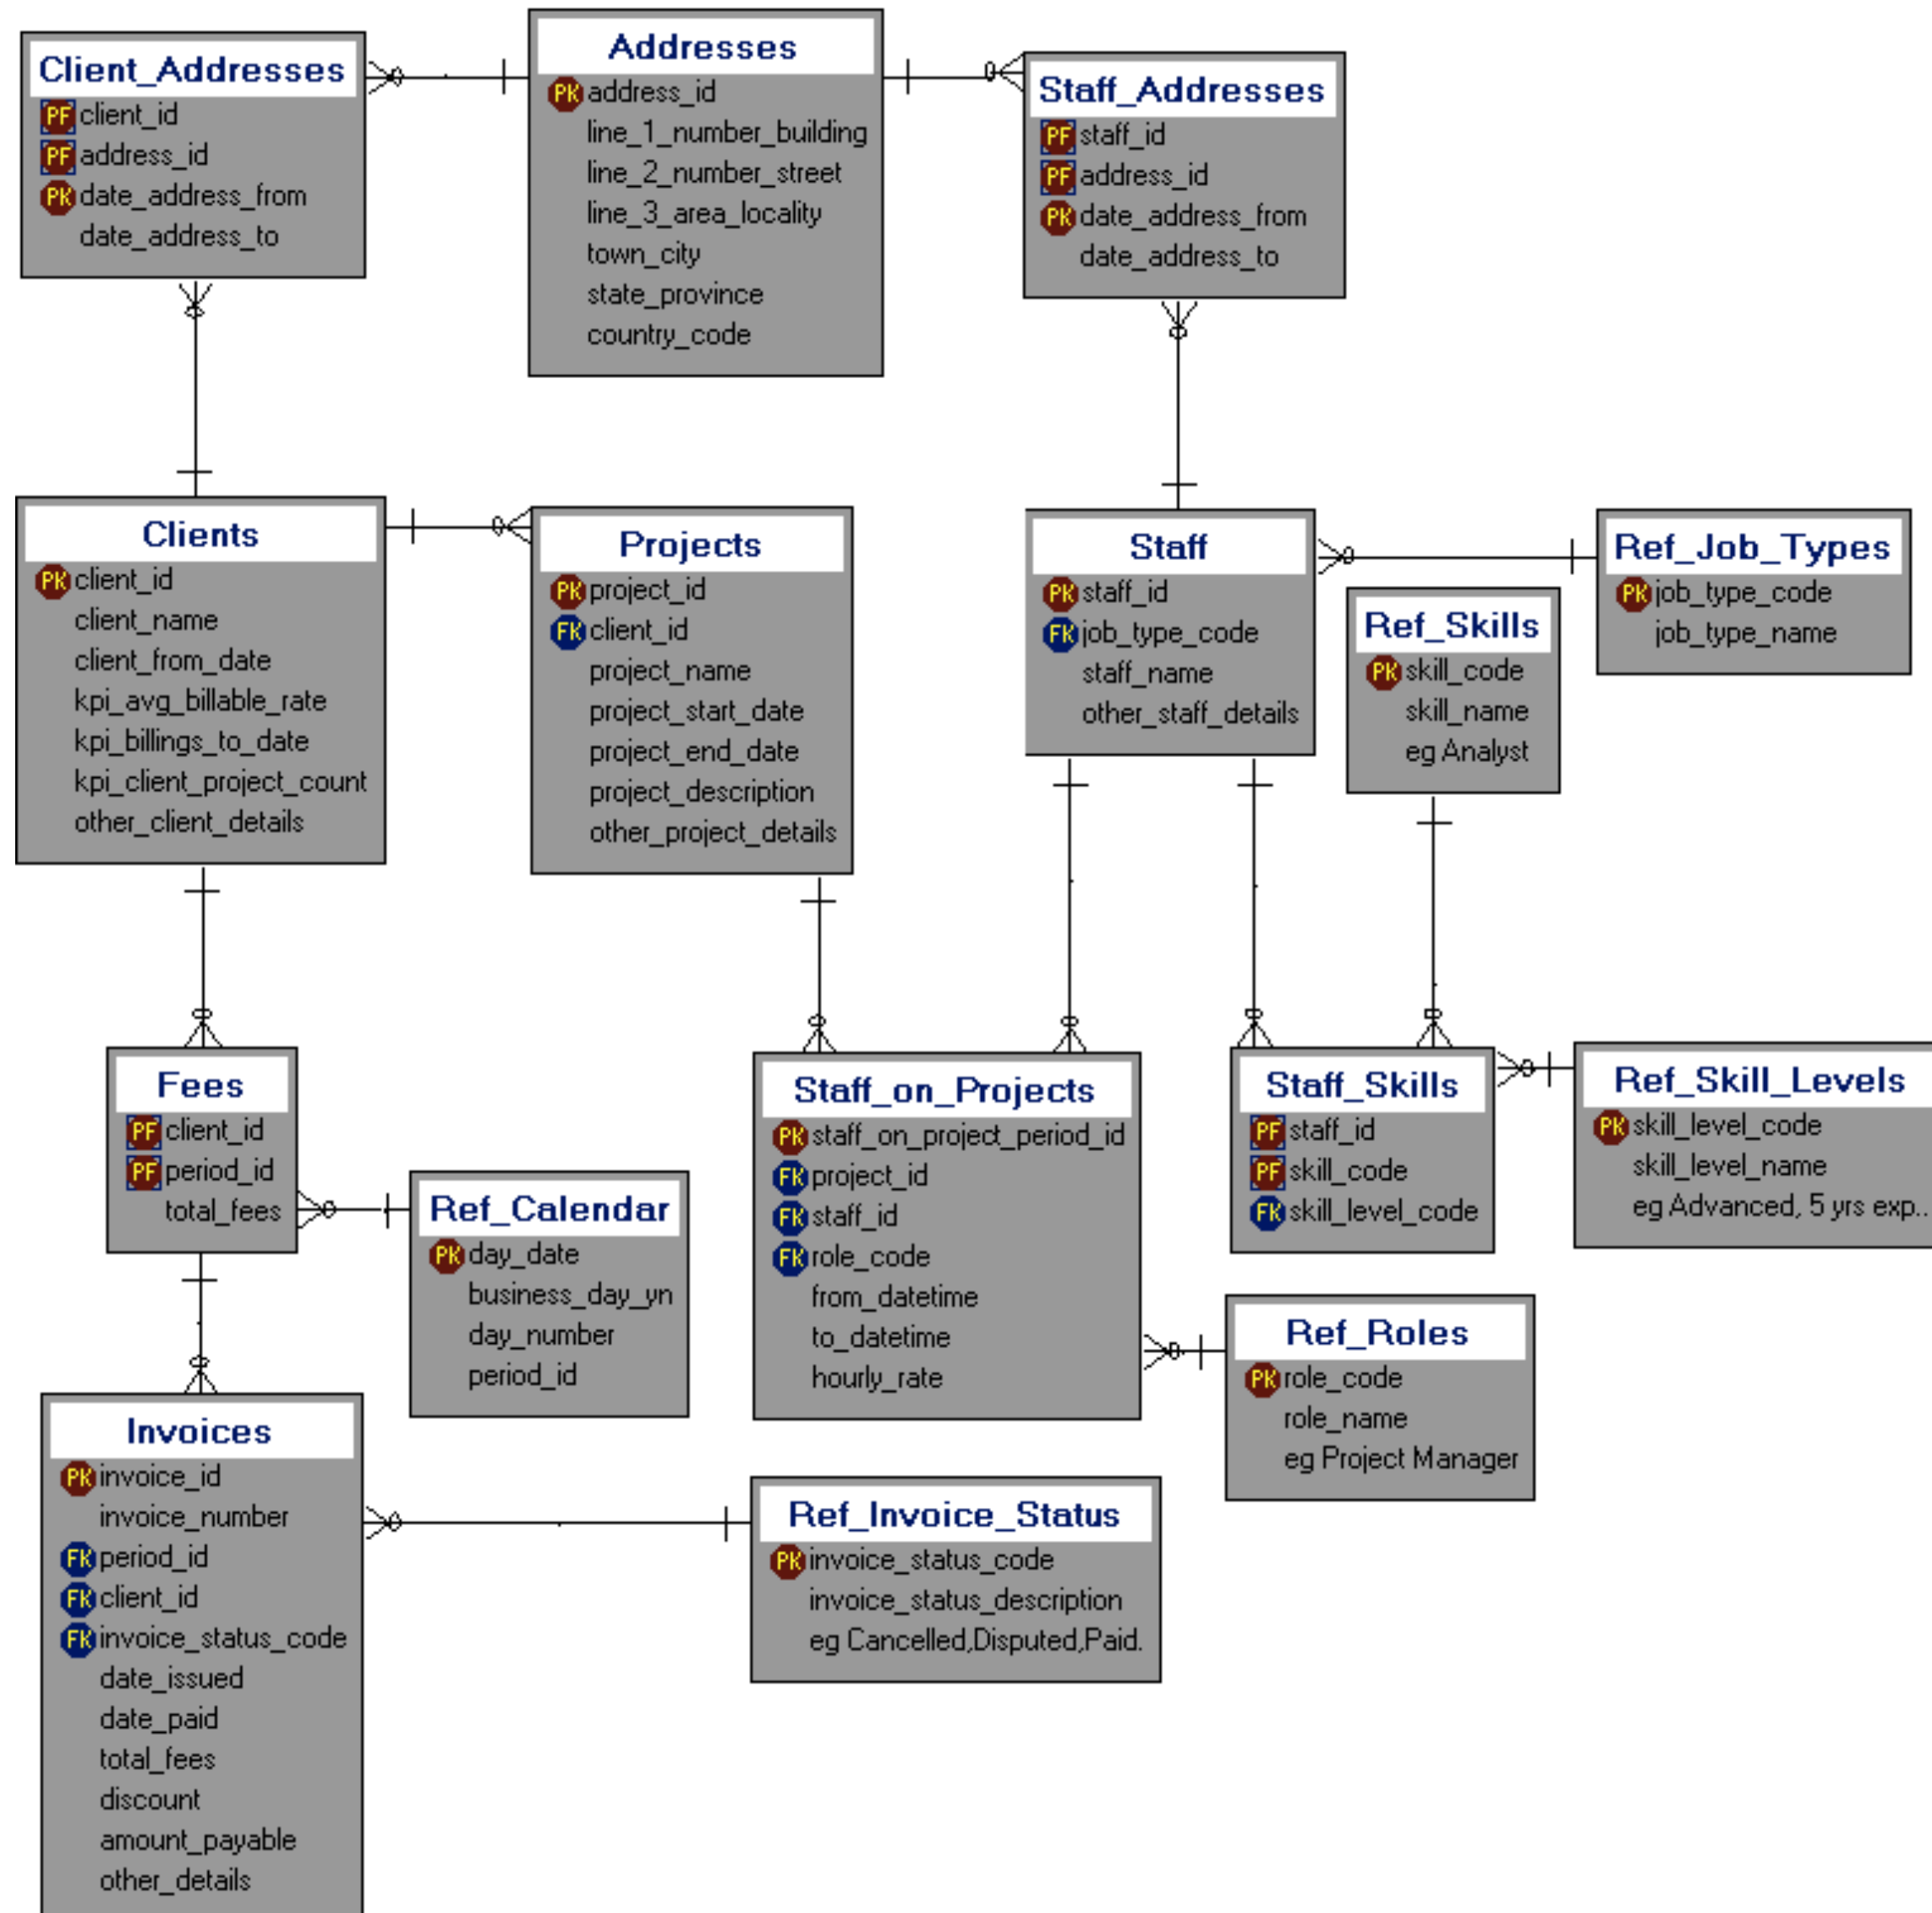 Client_Addresses
PF client_id
PF address_id
PK date_address_from
date_address_to
Addresses
PK address_id
line_1_number_building
line_2_number_street
line_3_area_locality
town_city
state_province
country_code
Staff_Addresses
PF staff_id
PF address_id
PK date_address_from
date_address_to
Clients
PK client_id
client_name
client_from_date
kpi_avg_billable_rate
kpi_billings_to_date
kpi_client_project_count
other_client_details
Projects
PK project_id
FK client_id
project_name
project_start_date
project_end_date
project_description
other_project_details
Staff
PK staff_id
FK job_type_code
staff_name
other_staff_details
Ref_Skills
PK skill_code
skill_name
eg Analyst
Ref_Job_Types
PK job_type_code
job_type_name
Fees
PF client_id
PF period_id
total_fees
Ref_Calendar
PK day_date
business_day_yn
day_number
period_id
Staff_on_Projects
PK staff_on_project_period_id
FK project_id
FK staff_id
FK role_code
from_datetime
to_datetime
hourly_rate
Staff_Skills
PF staff_id
PF skill_code
FK skill_level_code
Ref_Skill_Levels
PK skill_level_code
skill_level_name
eg Advanced, 5 yrs exp..
Ref_Roles
PK role_code
role_name
eg Project Manager
Invoices
PK invoice_id
invoice_number
FK period_id
FK client_id
FK invoice_status_code
date_issued
date_paid
total_fees
discount
amount_payable
other_details
Ref_Invoice_Status
PK invoice_status_code
invoice_status_description
eg Cancelled,Disputed,Paid.